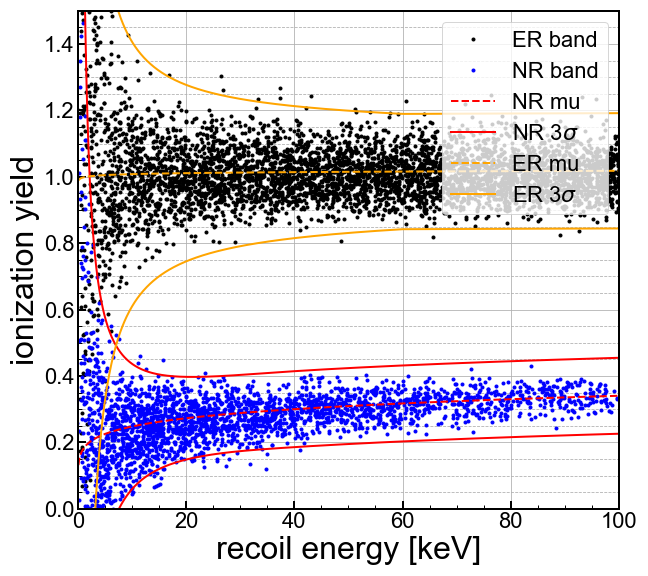 1.4
1.2
1.0
0.8
0.6
0.4
0.2
0.0
ionization yield
ER band
NR band
NR mu
NR 3σ
ER mu
ER 3σ
0 20 40 60 80 100
recoil energy [keV]